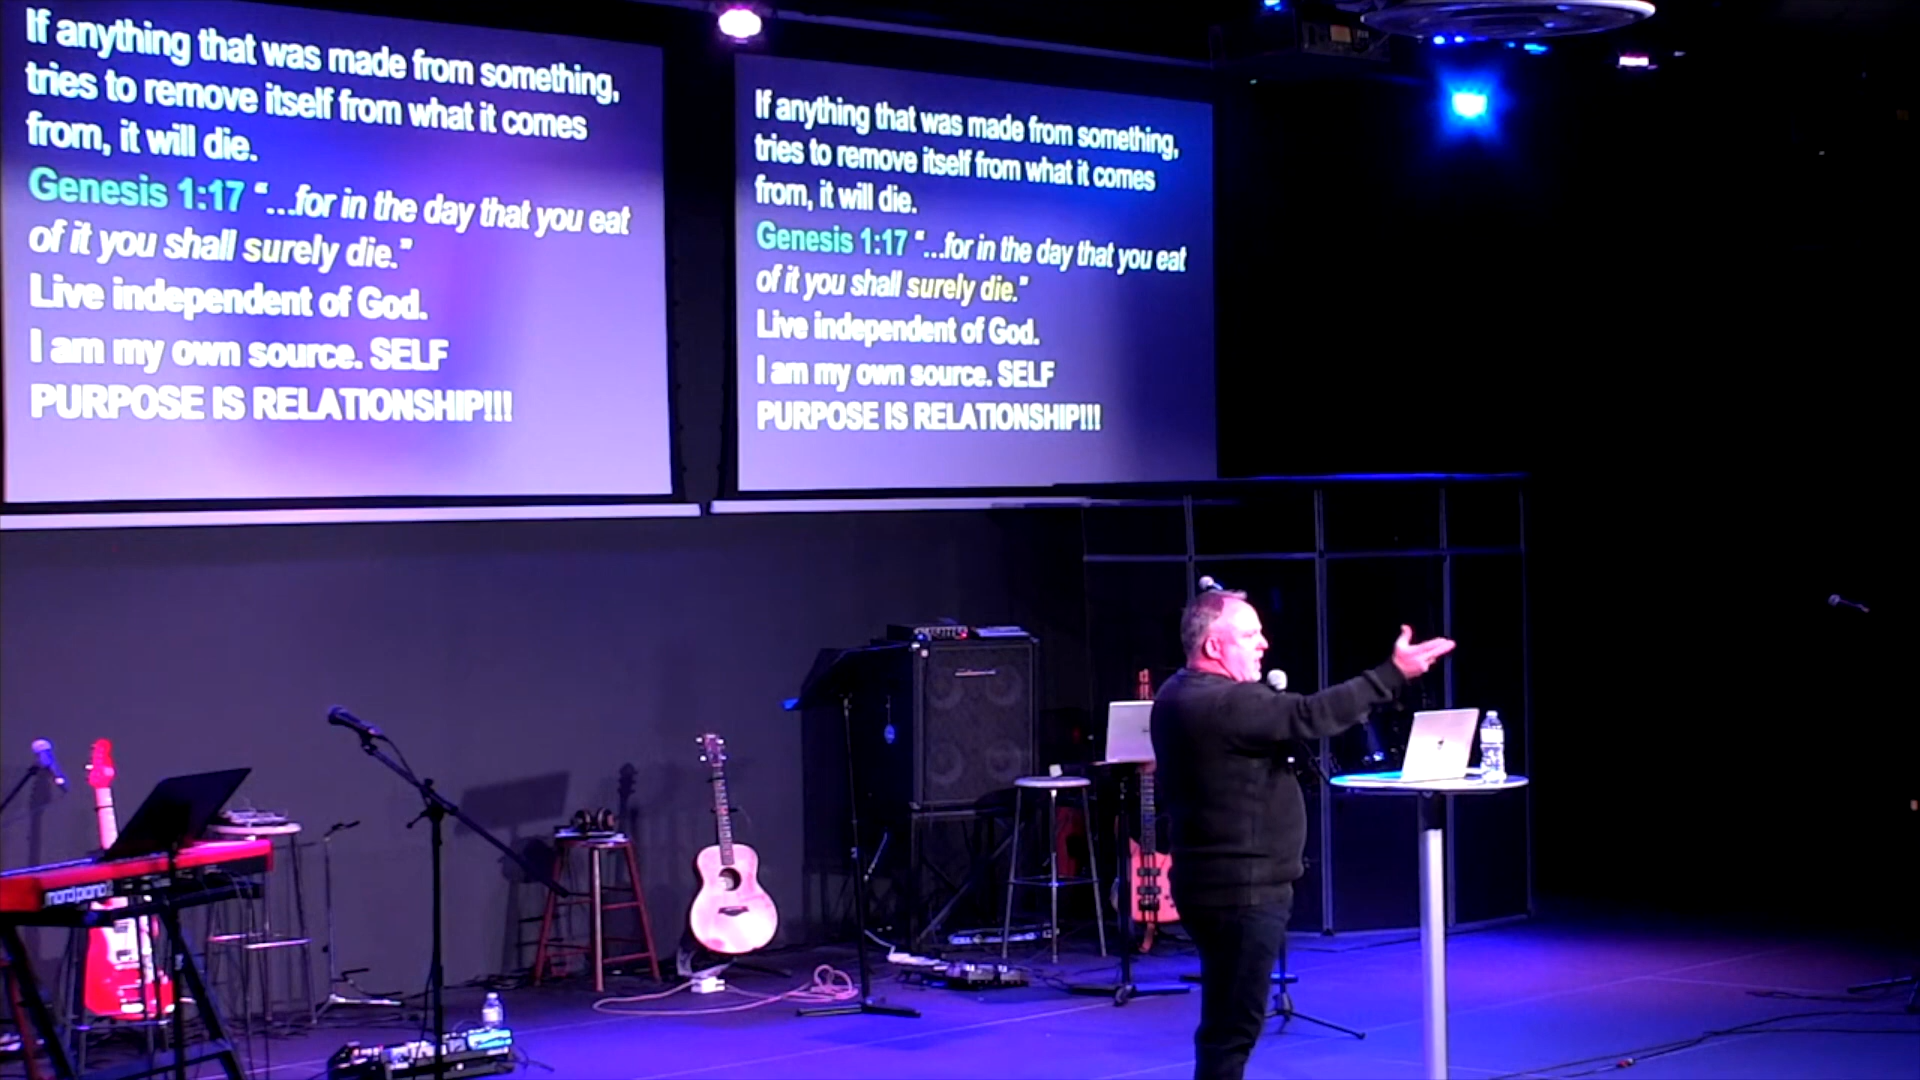 If anything that was made from something,
tries to remove itself from what it comes
from, it will die.
Genesis 1:17 “...for in the day that you eat
of it you shall surely die.”
Live independent of God.
I am my own source. SELF
PURPOSE IS RELATIONSHIP!!!
If anything that was made from something,
tries to remove itself from what it comes
from, it will die.
Genesis 1:17 “...for in the day that you eat
of it you shall surely die.”
Live independent of God.
I am my own source. SELF
PURPOSE IS RELATIONSHIP!!!
nord piano